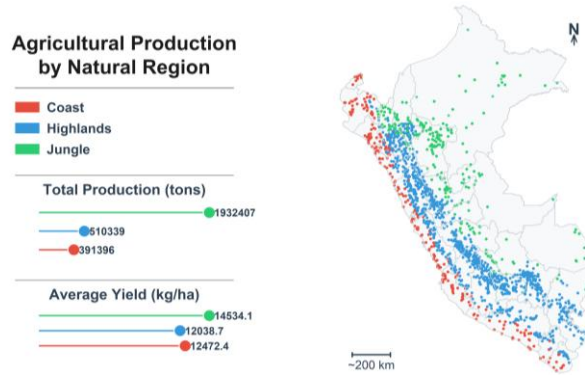 Agricultural Production
by Natural Region
Coast
Highlands
Jungle
Total Production (tons)
1932407
510339
391396
Average Yield (kg/ha)
14534.1
12038.7
12472.4
N
~200 km